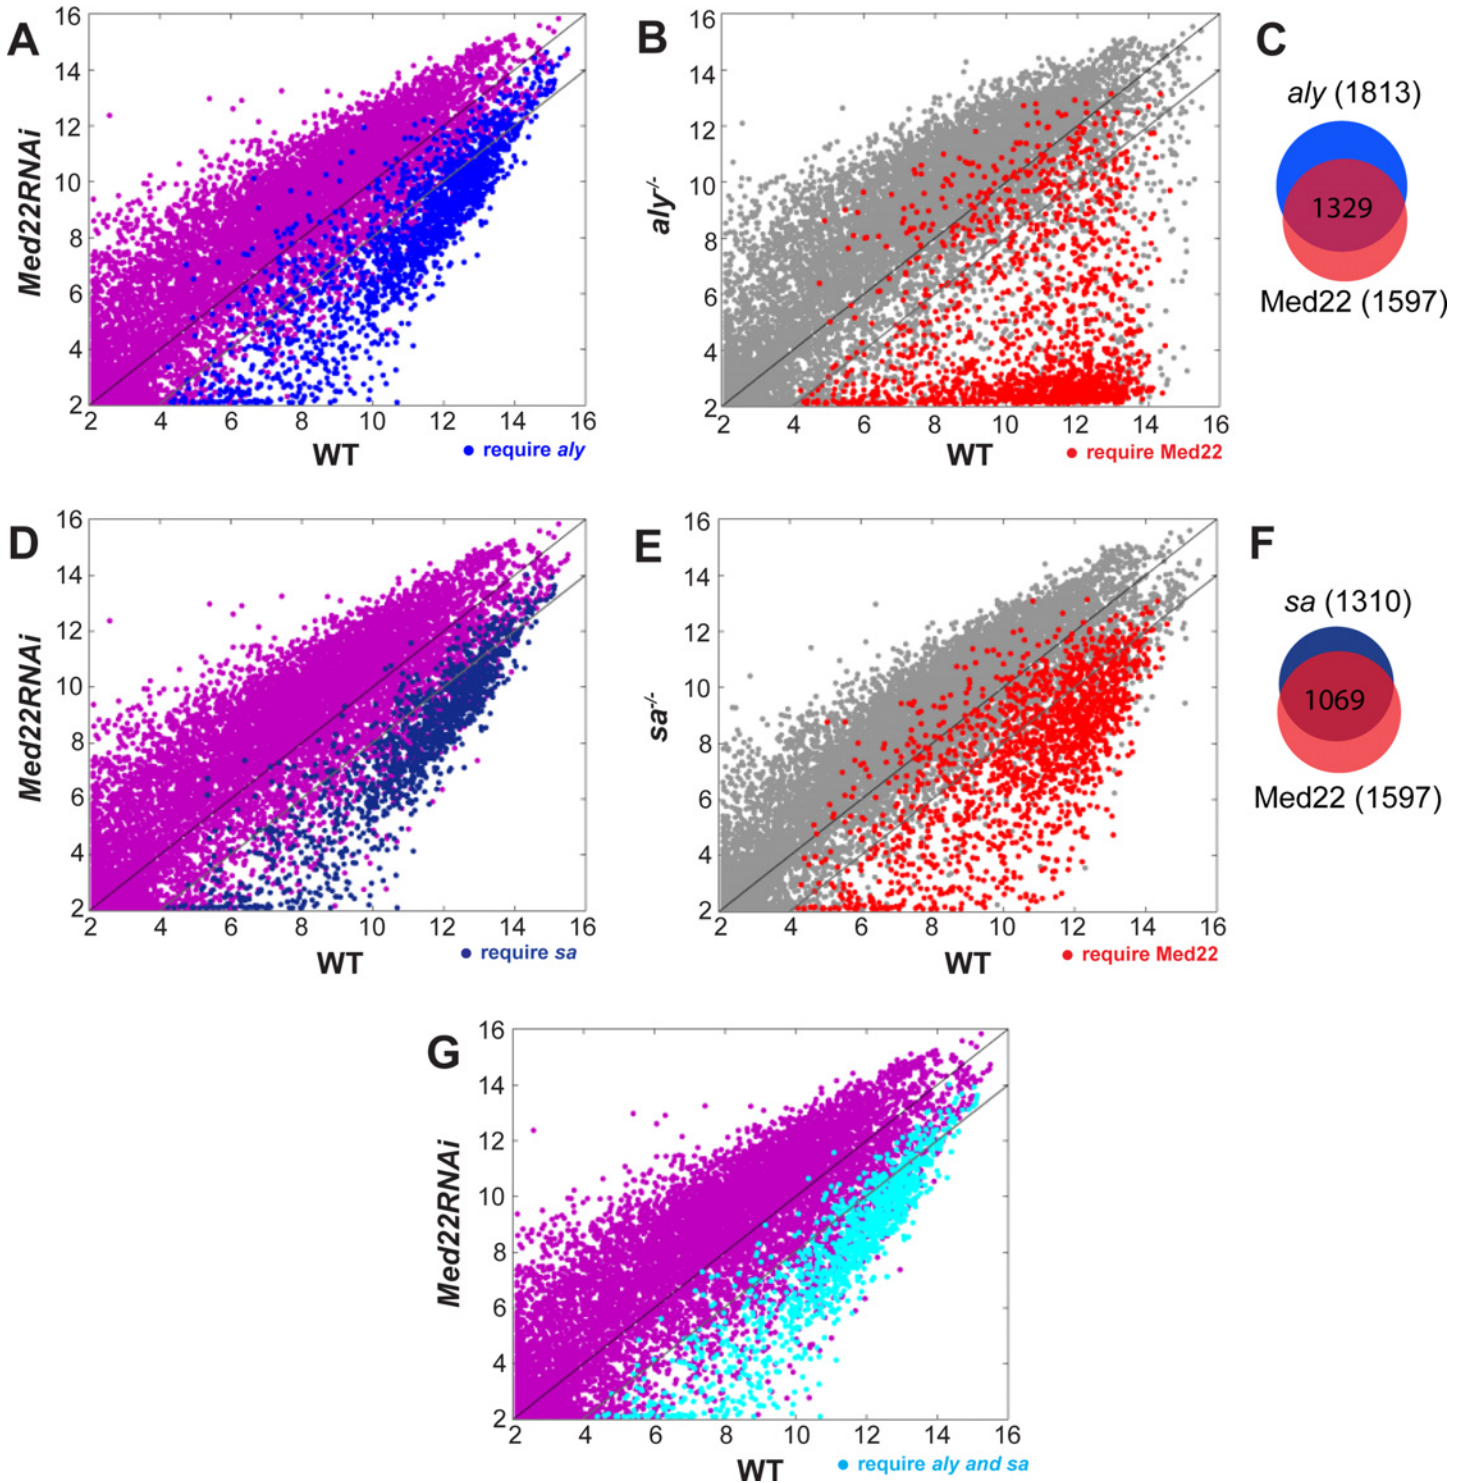 A
16
14
12
10
8
6
4
2
Med22RNAi
2 4 6 8 10 12 14 16
WT
require aly
B
16
14
12
10
8
6
4
2
aly-/-
2 4 6 8 10 12 14 16
WT
require Med22
C
aly (1813)
1329
Med22 (1597)
D
16
14
12
10
8
6
4
2
Med22RNAi
2 4 6 8 10 12 14 16
WT
require sa
E
16
14
12
10
8
6
4
2
sa-/-
2 4 6 8 10 12 14 16
WT
require Med22
F
sa (1310)
1069
Med22 (1597)
G
16
14
12
10
8
6
4
2
Med22RNAi
2 4 6 8 10 12 14 16
WT
require aly and sa